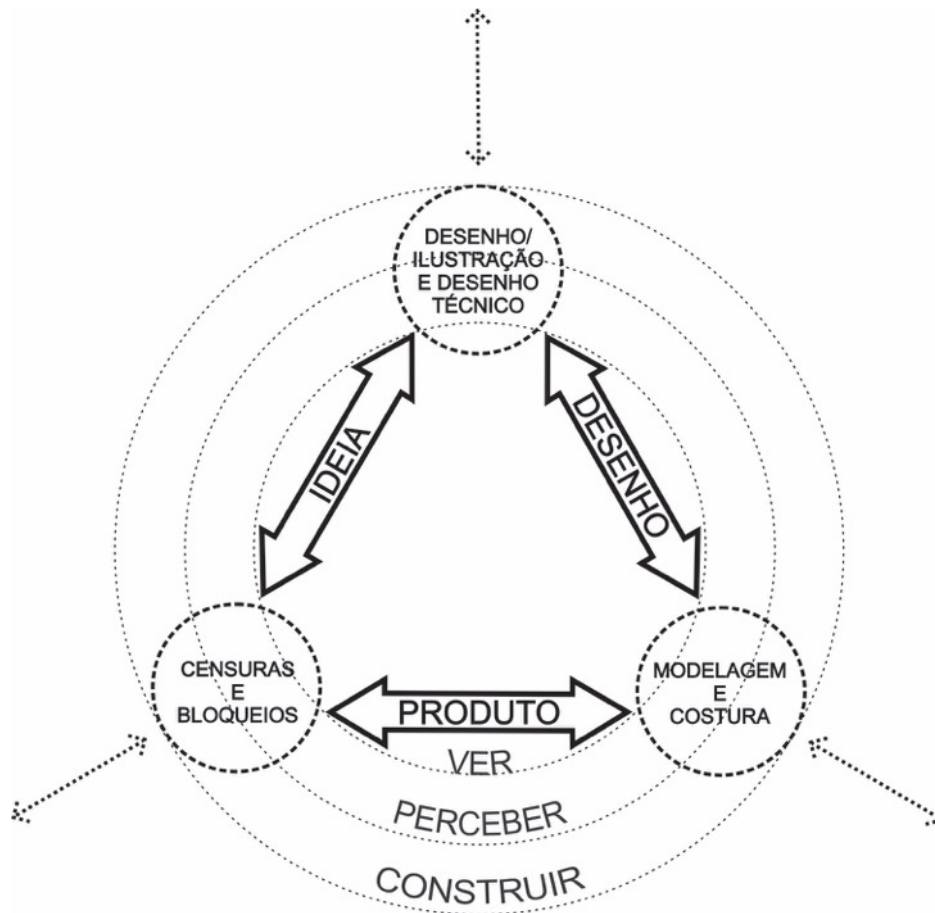 DESENHO/
ILUSTRAÇÃO
E DESENHO
TÉCNICO
IDEIA
DESENHO
CENSURAS
E
BLOQUEIOS
PRODUTO
MODELAGEM
E
COSTURA
VER
PERCEBER
CONSTRUIR